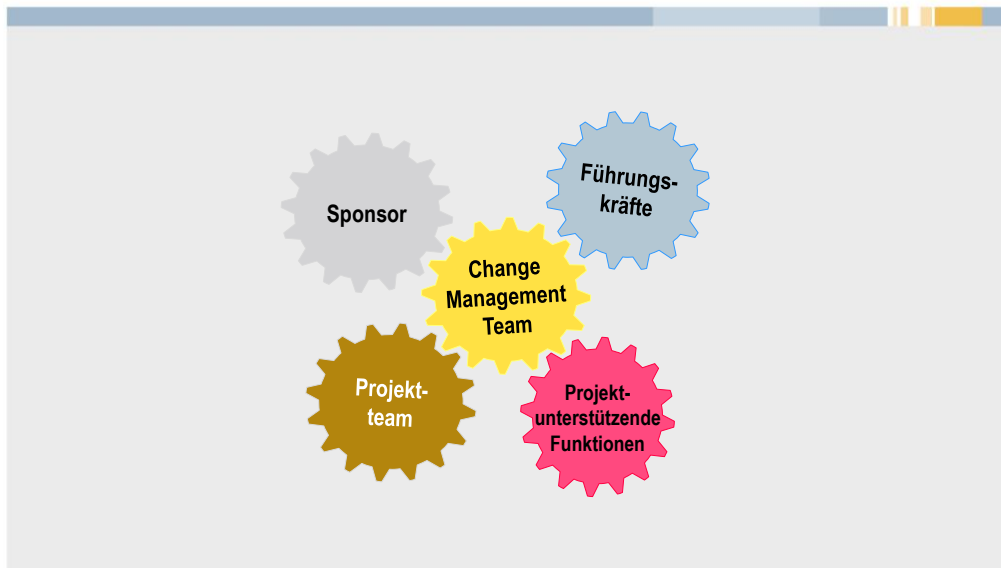 Sponsor
Führungs-
kräfte
Change
Management
Team
Projekt-
team
Projekt-
unterstützende
Funktionen